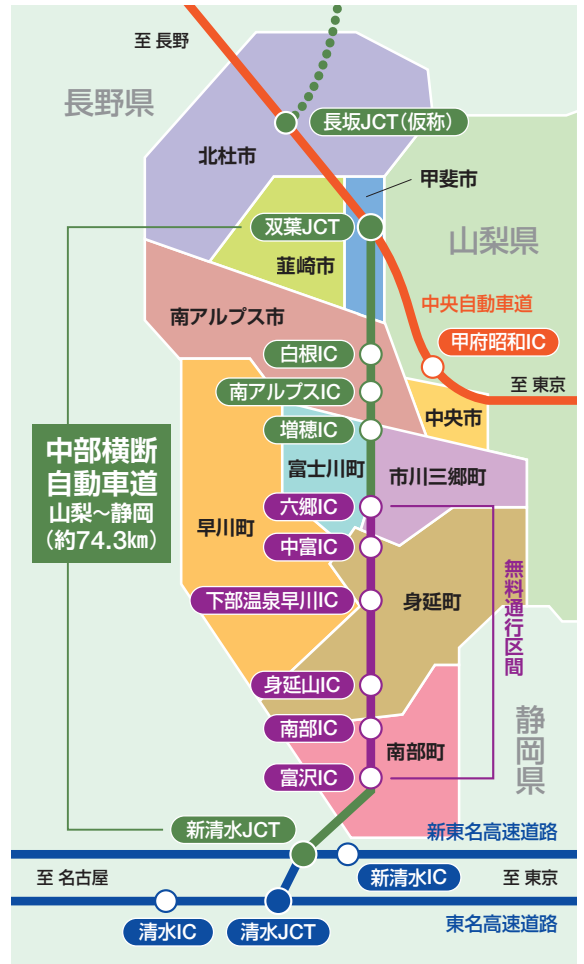 至 長野
長野県
長坂JCT(仮称)
北杜市
甲斐市
双葉JCT
山梨県
韮崎市
中央自動車道
南アルプス市
甲府昭和IC
白根IC
至 東京
南アルプスIC
中央市
増穂IC
中部横断
自動車道
山梨～静岡
(約74.3km)
富士川町
市川三郷町
六郷IC
早川町
中富IC
無料通行区間
下部温泉早川IC
身延町
身延山IC
静岡県
南部IC
南部町
富沢IC
新清水JCT
新東名高速道路
至 名古屋
新清水IC
至 東京
清水IC
清水JCT
東名高速道路